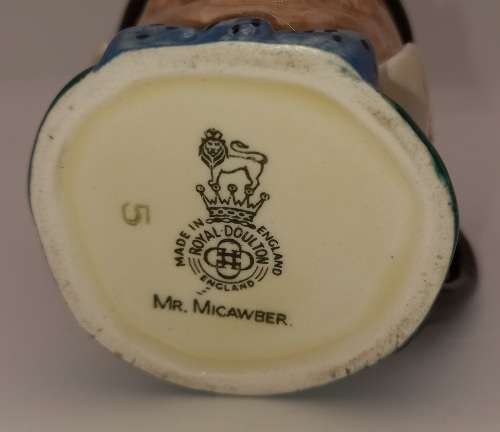 MADE IN ENGLAND
ROYAL·DOULTON
ENGLAND
MR. MICAWBER.
5